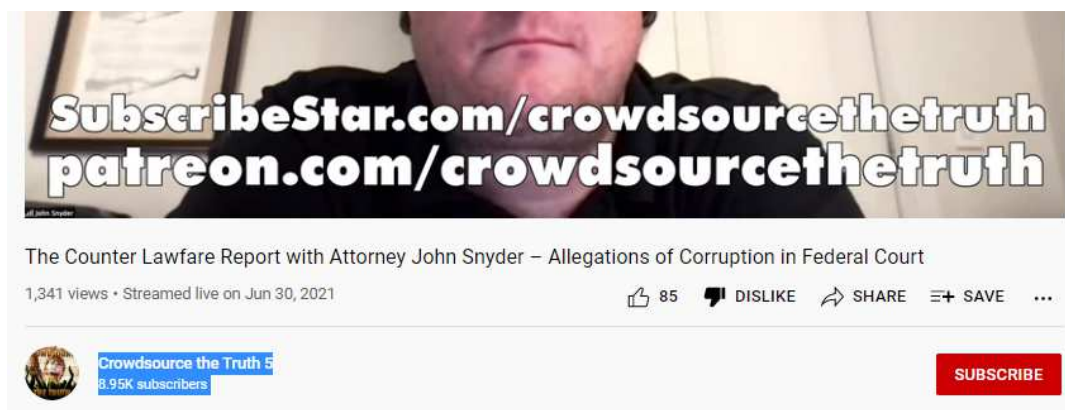 SubscribeStar.com/crowdsourcethetruth
patreon.com/crowdsourcethetruth
John Snyder
The Counter Lawfare Report with Attorney John Snyder – Allegations of Corruption in Federal Court
1,341 views • Streamed live on Jun 30, 2021
85 DISLIKE SHARE SAVE ...
Crowdsource the Truth 5
8.95K subscribers
SUBSCRIBE